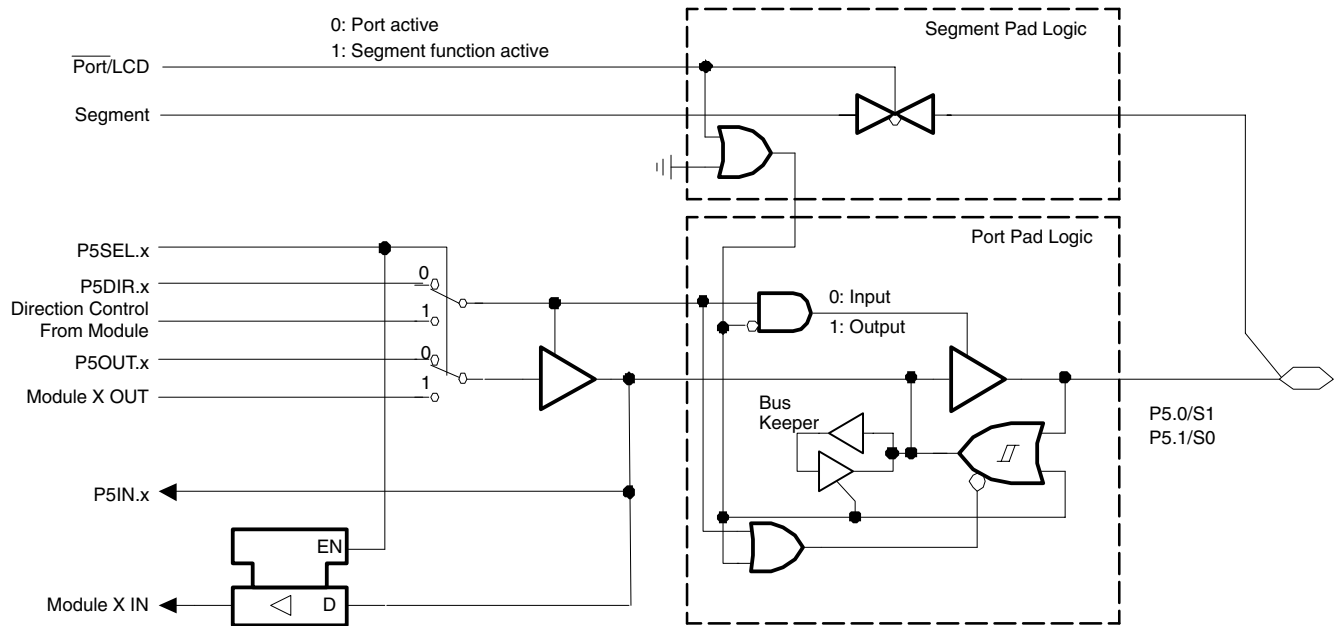 0: Port active
1: Segment function active
Segment Pad Logic
Port/LCD
Segment
Port Pad Logic
P5SEL.x
P5DIR.x
0
Direction Control
From Module
1
0: Input
1: Output
P5OUT.x
0
Module X OUT
1
Bus
Keeper
P5.0/S1
P5.1/S0
P5IN.x
EN
Module X IN
D